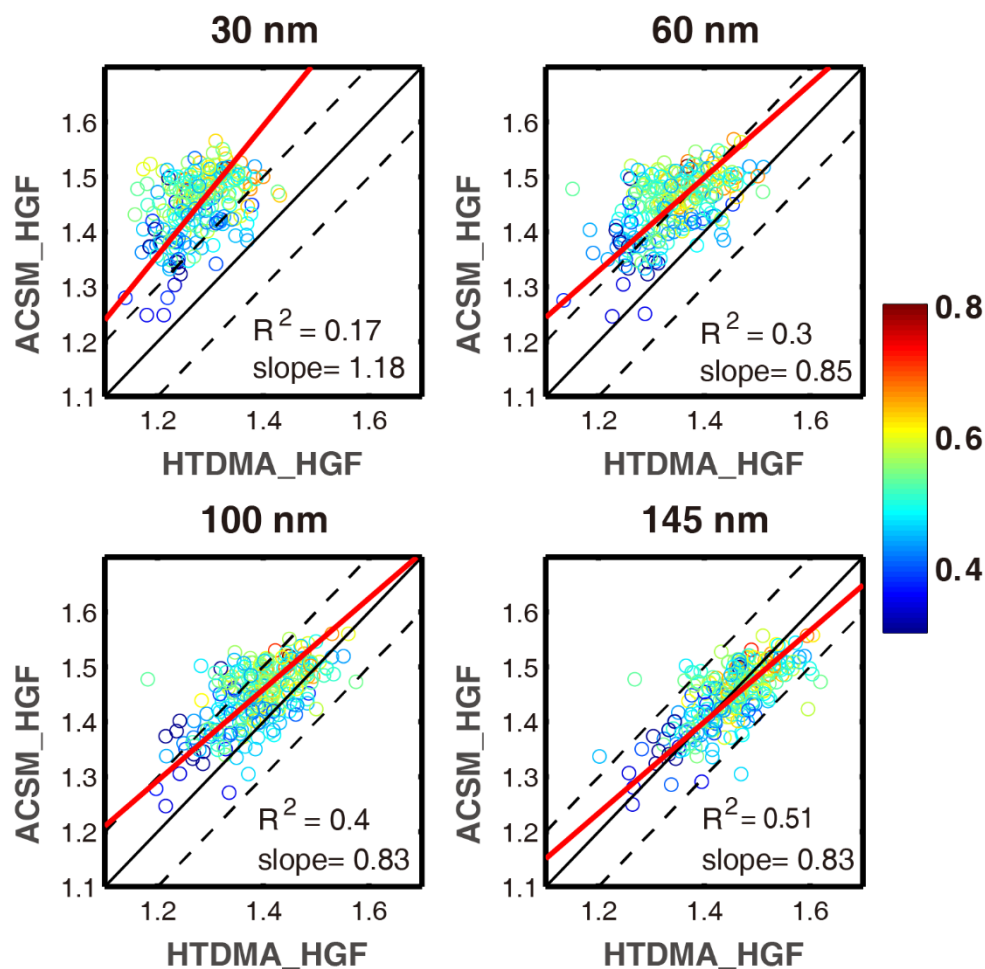 30 nm
60 nm
ACSM_HGF
1.6
1.5
1.4
1.3
1.2
1.1
R² = 0.17
slope= 1.18
1.2
1.4
1.6
HTDMA_HGF
ACSM_HGF
1.6
1.5
1.4
1.3
1.2
1.1
R² = 0.3
slope= 0.85
1.2
1.4
1.6
HTDMA_HGF
0.8
0.6
0.4
100 nm
145 nm
ACSM_HGF
1.6
1.5
1.4
1.3
1.2
1.1
R² = 0.4
slope= 0.83
1.2
1.4
1.6
HTDMA_HGF
ACSM_HGF
1.6
1.5
1.4
1.3
1.2
1.1
R² = 0.51
slope= 0.83
1.2
1.4
1.6
HTDMA_HGF